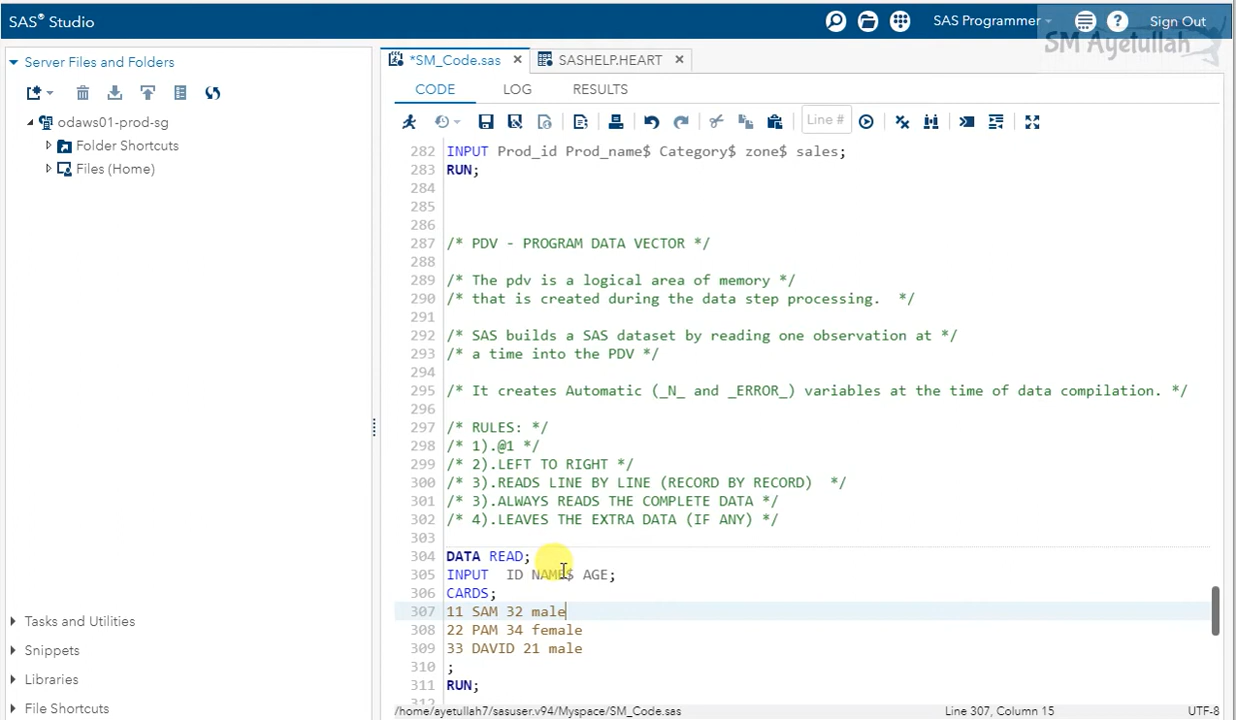 SAS® Studio
SAS Programmer
Sign Out
SM Ayetullah
Server Files and Folders
odaws01-prod-sg
Folder Shortcuts
Files (Home)
Tasks and Utilities
Snippets
Libraries
File Shortcuts
*SM_Code.sas
SASHELP.HEART
CODE LOG RESULTS
Line #
282 INPUT Prod_id Prod_name$ Category$ zone$ sales;
283 RUN;
284
285
286
287 /* PDV - PROGRAM DATA VECTOR */
288
289 /* The pdv is a logical area of memory */
290 /* that is created during the data step processing.  */
291
292 /* SAS builds a SAS dataset by reading one observation at */
293 /* a time into the PDV */
294
295 /* It creates Automatic (_N_ and _ERROR_) variables at the time of data compilation. */
296
297 /* RULES: */
298 /* 1).@1 */
299 /* 2).LEFT TO RIGHT */
300 /* 3).READS LINE BY LINE (RECORD BY RECORD)  */
301 /* 3).ALWAYS READS THE COMPLETE DATA */
302 /* 4).LEAVES THE EXTRA DATA (IF ANY) */
303
304 DATA READ;
305 INPUT  ID NAME$ AGE;
306 CARDS;
307 11 SAM 32 male
308 22 PAM 34 female
309 33 DAVID 21 male
310 ;
311 RUN;
312
/home/ayetullah7/sasuser.v94/Myspace/SM_Code.sas
Line 307, Column 15
UTF-8